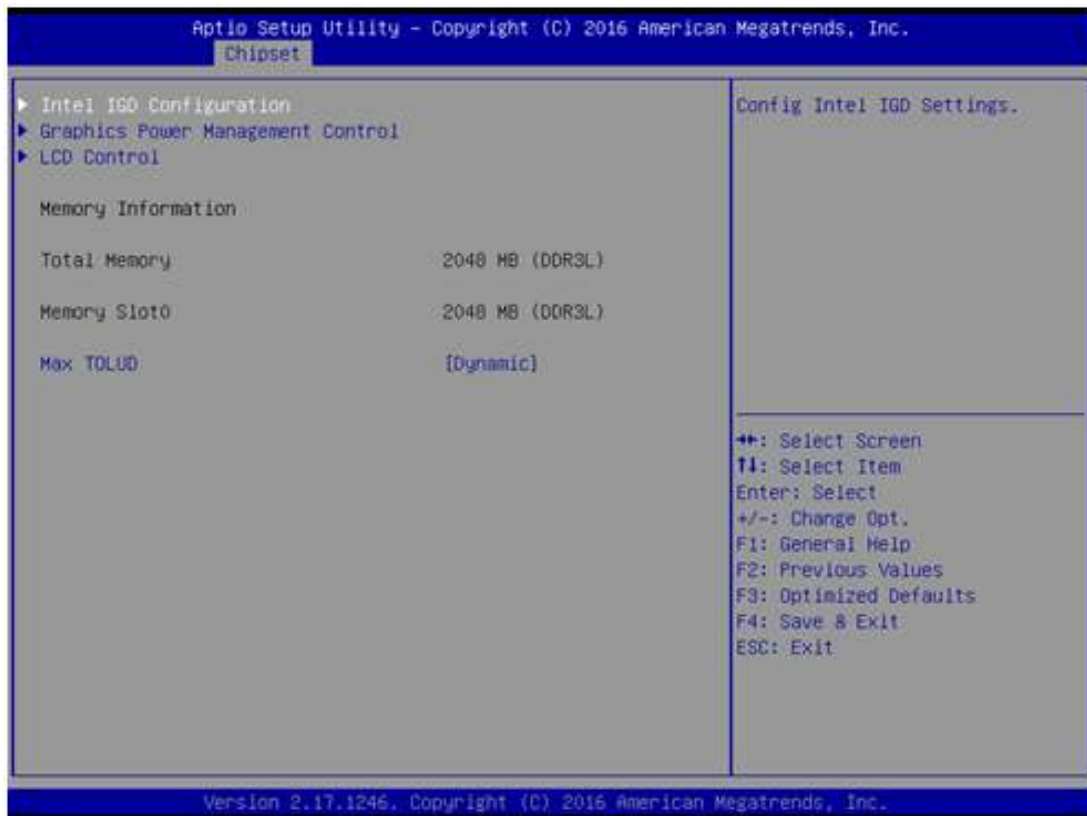 Aptio Setup Utility - Copyright (C) 2016 American Megatrends, Inc.
Chipset
Intel IGD Configuration
Graphics Power Management Control
LCD Control
Memory Information
Total Memory 2048 MB (DDR3L)
Memory Slot0 2048 MB (DDR3L)
Max TOLUD [Dynamic]
Config Intel IGD Settings.
→←: Select Screen
↑↓: Select Item
Enter: Select
+/-: Change Opt.
F1: General Help
F2: Previous Values
F3: Optimized Defaults
F4: Save & Exit
ESC: Exit
Version 2.17.1246. Copyright (C) 2016 American Megatrends, Inc.